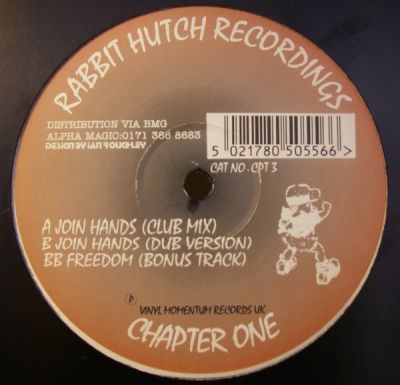 RABBIT HUTCH RECORDINGS
DISTRIBUTION VIA BMG
ALPHA MAGIC:0171 386 8683
DESIGN BY IAN ROUGHLEY
5 021780 505566 >
CAT NO. CPT 3
A JOIN HANDS (CLUB MIX)
B JOIN HANDS (DUB VERSION)
BB FREEDOM (BONUS TRACK)
P
VINYL MOMENTUM RECORDS UK
CHAPTER ONE